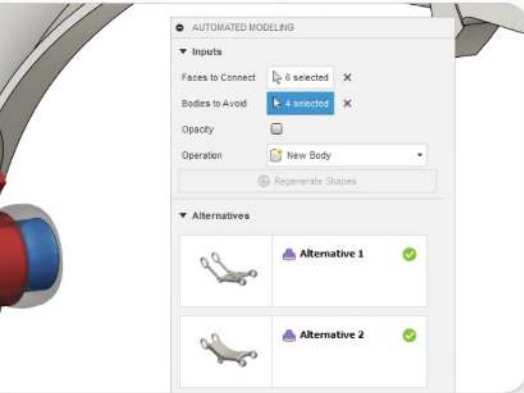 AUTOMATED MODELING
Inputs
Faces to Connect 6 selected
Bodies to Avoid 4 selected
Opacity
Operation New Body
Regenerate Shapes
Alternatives
Alternative 1
Alternative 2